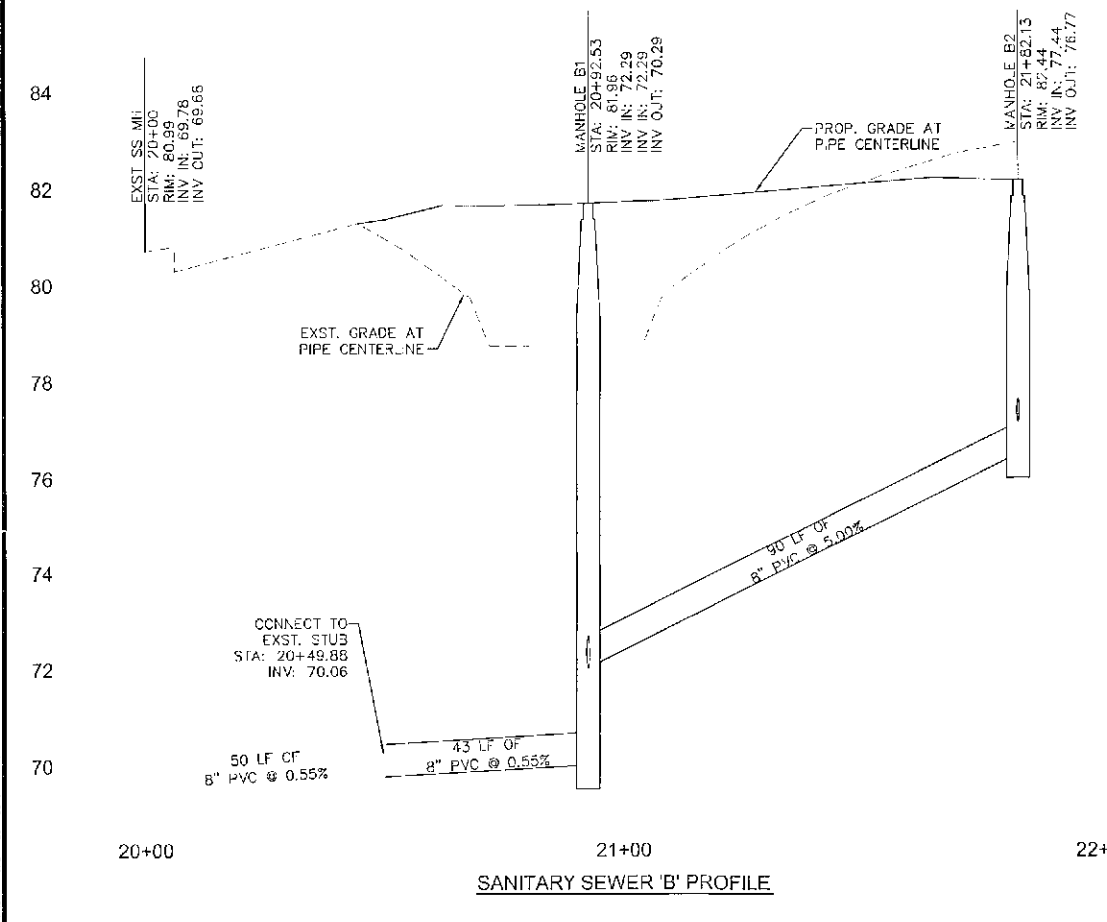 84
82
80
78
76
74
72
70
EXST SS MH
STA: 20+00
RIM: 80.99
INV IN: 69.78
INV OUT: 69.66
MANHOLE B1
STA: 20+92.53
RIM: 81.96
INV IN: 72.29
INV IN: 72.29
INV OUT: 70.29
MANHOLE B2
STA: 21+82.13
RIM: 82.44
INV IN: 77.44
INV OUT: 76.77
PROP. GRADE AT
PIPE CENTERLINE
EXST. GRADE AT
PIPE CENTERLINE
90 LF OF
8" PVC @ 5.00%
CONNECT TO
EXST. STUB
STA: 20+49.88
INV: 70.06
50 LF OF
8" PVC @ 0.55%
43 LF OF
8" PVC @ 0.55%
20+00
21+00
22+
SANITARY SEWER 'B' PROFILE